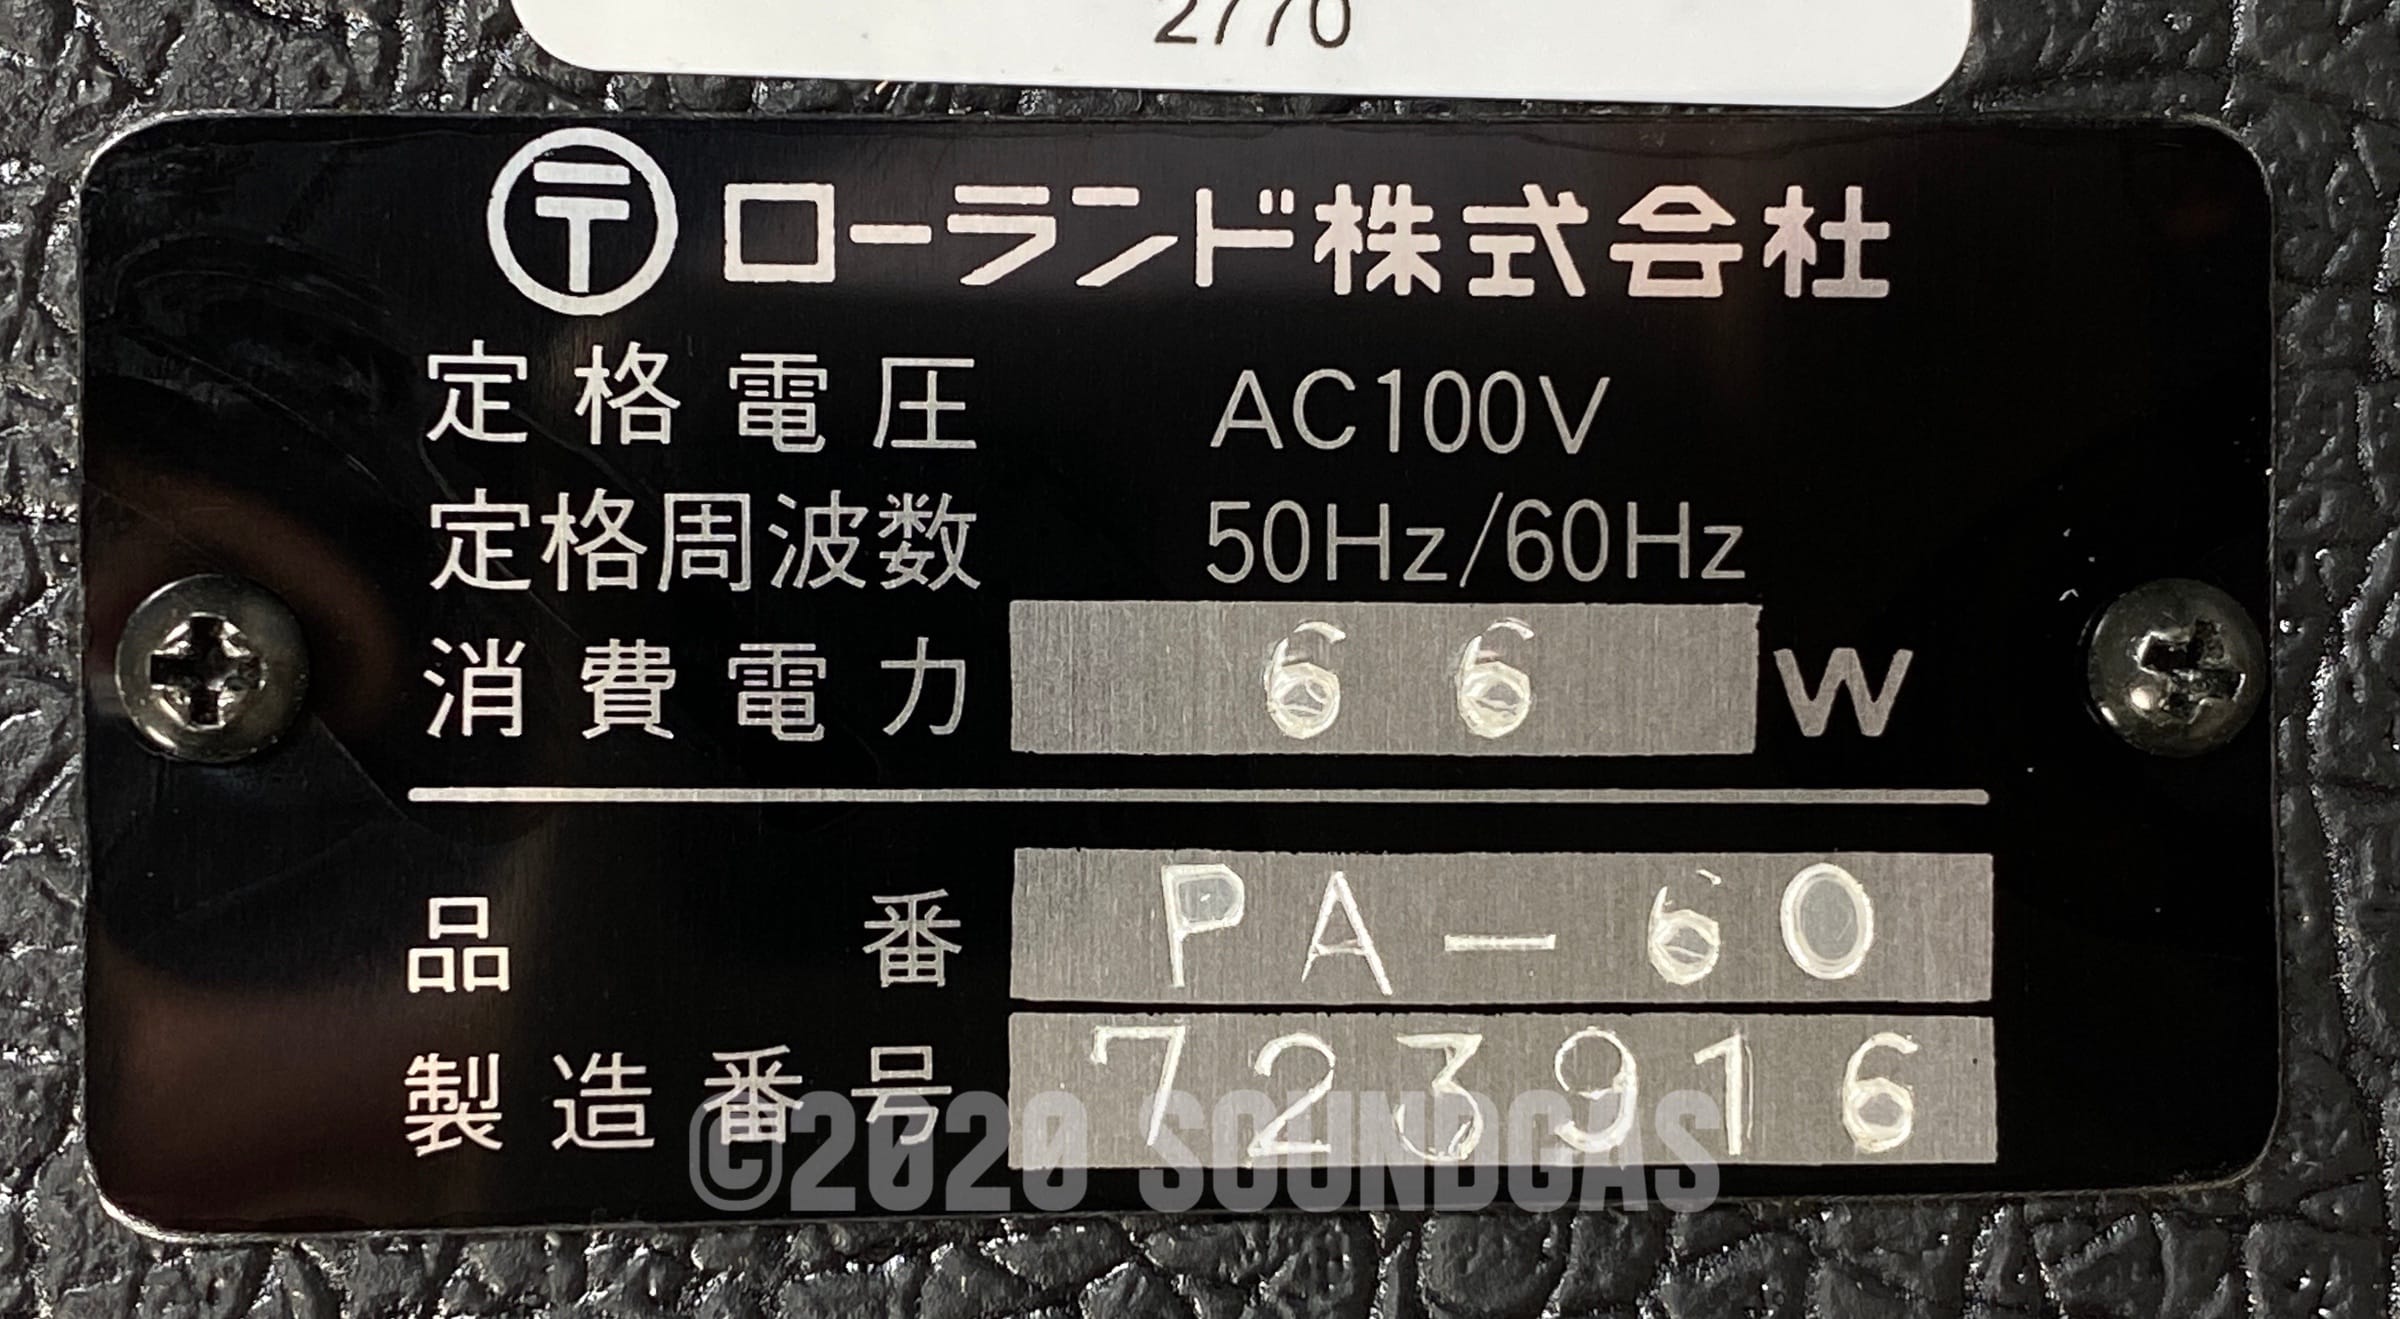 2770
〒 ローランド株式会社
定格電圧 AC100V
定格周波数 50Hz/60Hz
消費電力 66 W
品番 PA-60
製造番号 723916
©2020 SOUNDGAS